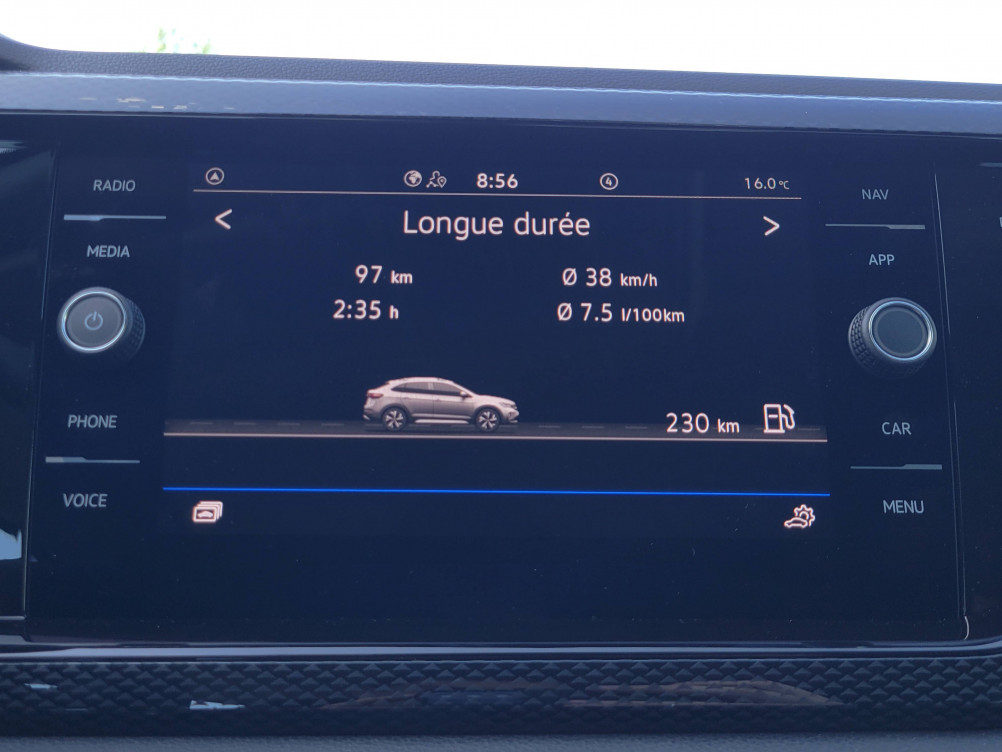 RADIO
MEDIA
PHONE
VOICE
8:56
4
16.0°C
< Longue durée >
97 km
Ø 38 km/h
2:35 h
Ø 7.5 l/100km
230 km
NAV
APP
CAR
MENU